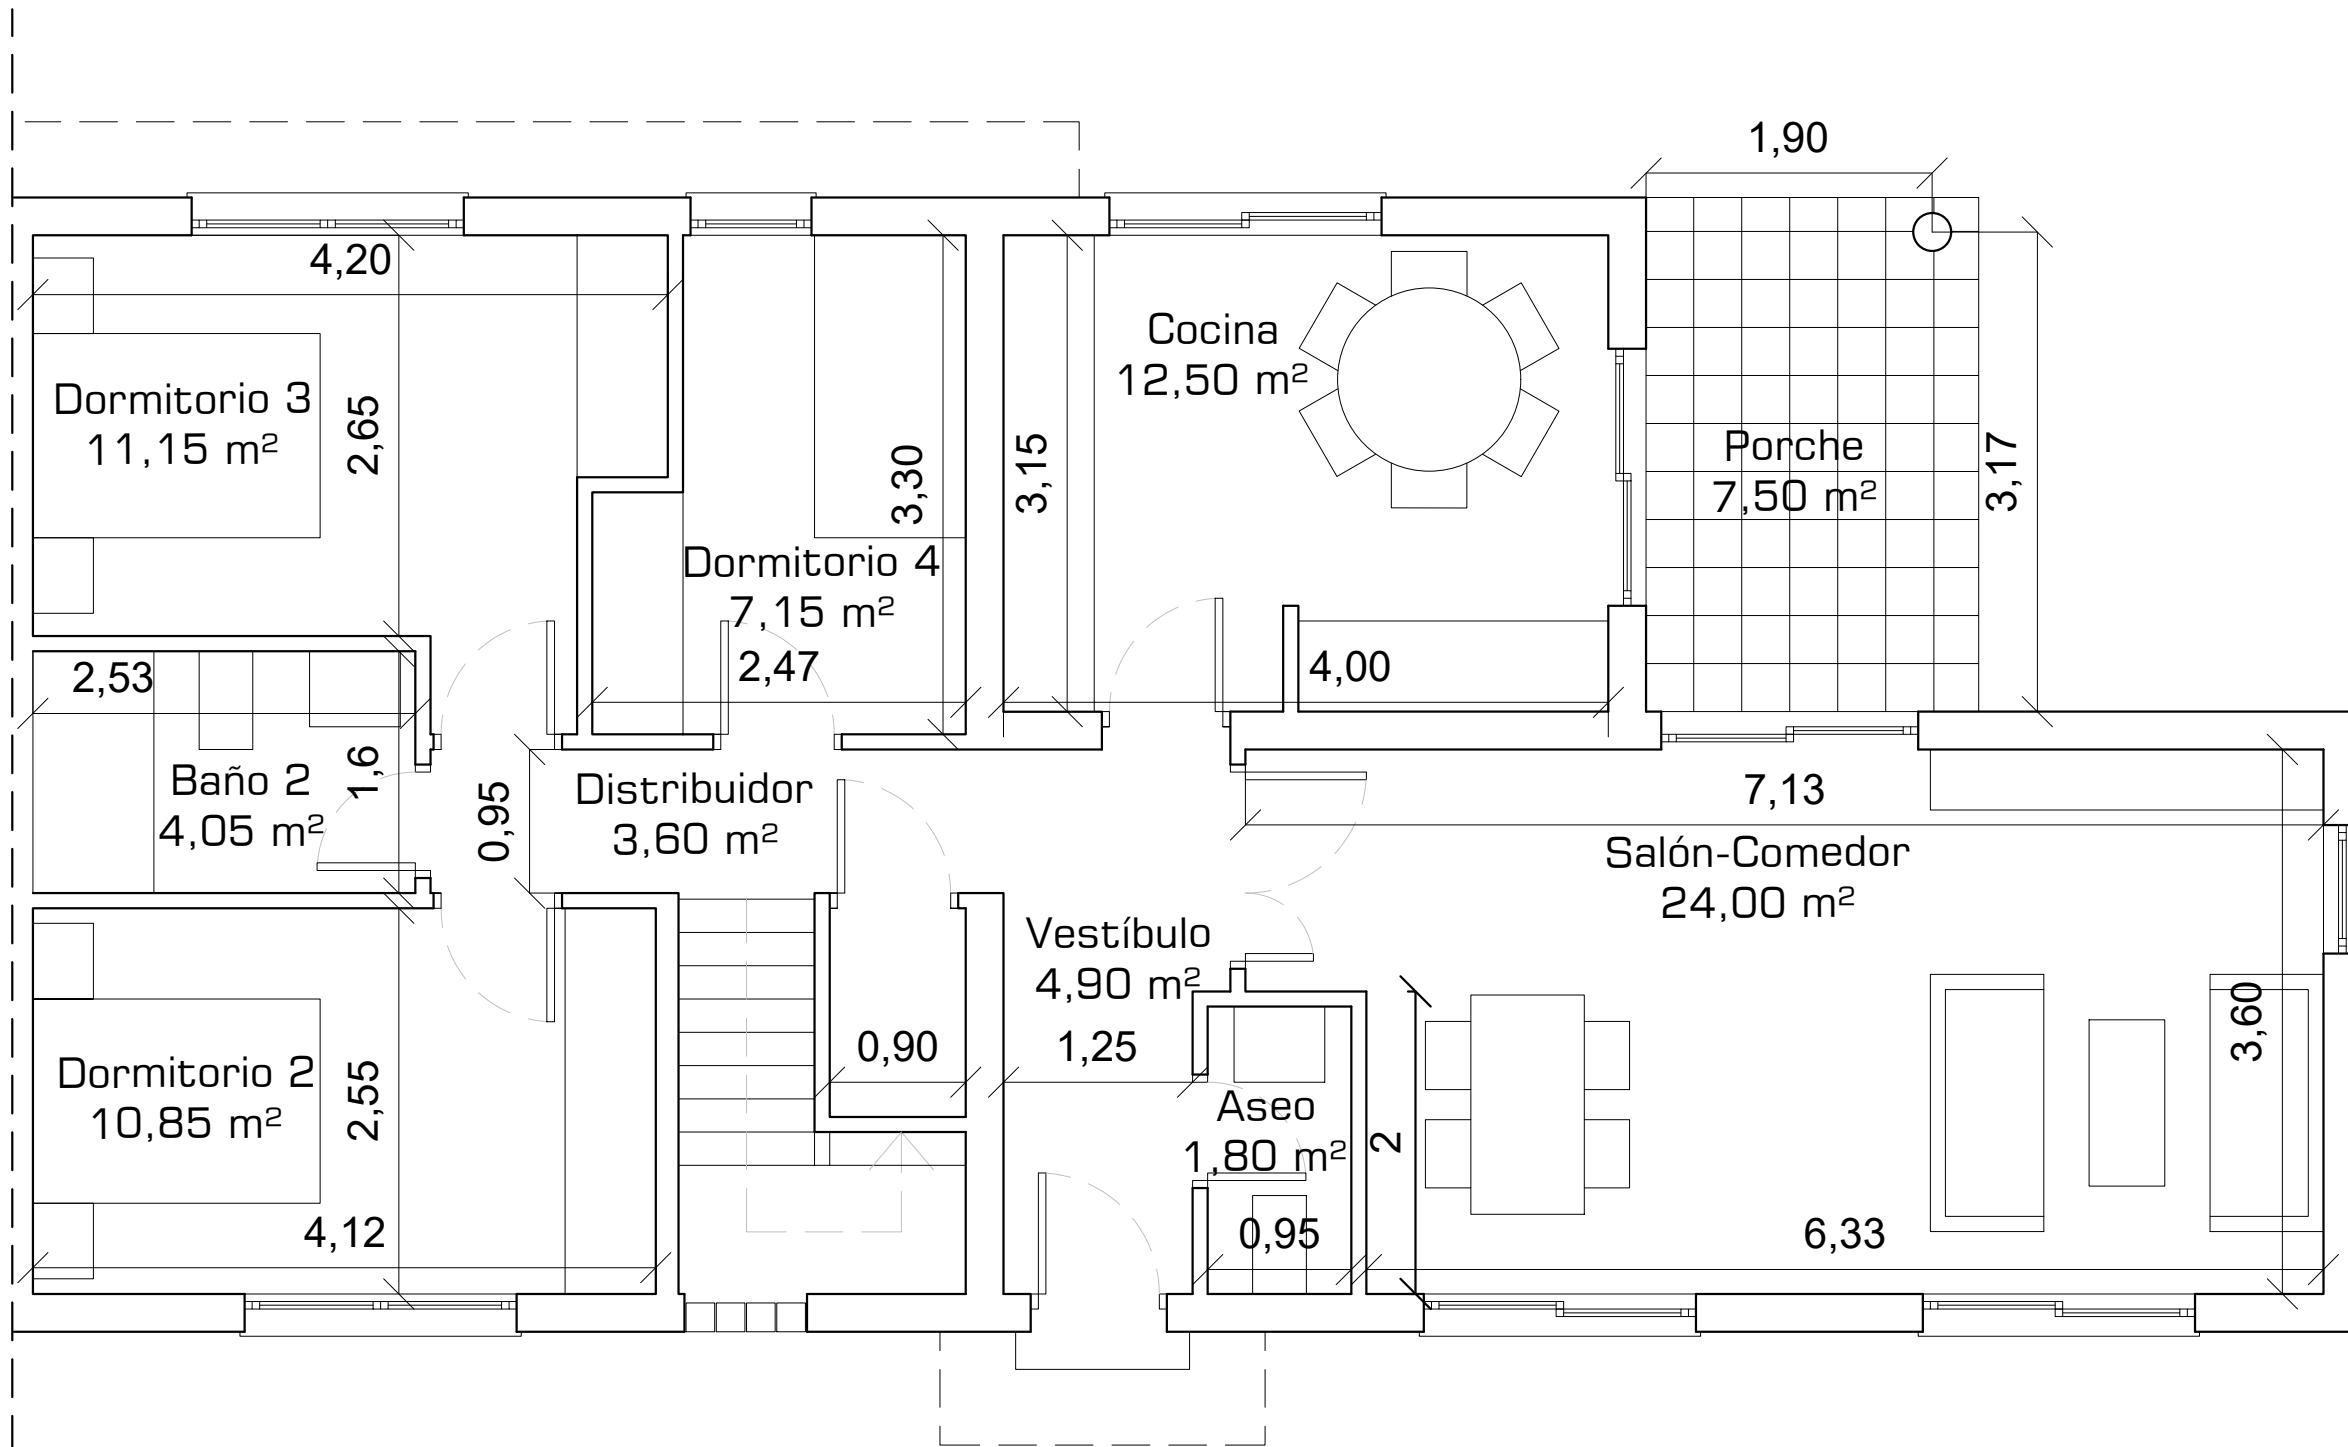 1,90
4,20
Cocina
12,50 m²
Dormitorio 3
11,15 m²
2,65
3,30
3,15
Porche
7,50 m²
3,17
Dormitorio 4
7,15 m²
2,53
2,47
4,00
1,6
Baño 2
4,05 m²
0,95
Distribuidor
3,60 m²
7,13
Salón-Comedor
24,00 m²
Vestíbulo
4,90 m²
3,60
0,90
1,25
Dormitorio 2
10,85 m²
2,55
Aseo
1,80 m²
2
4,12
0,95
6,33